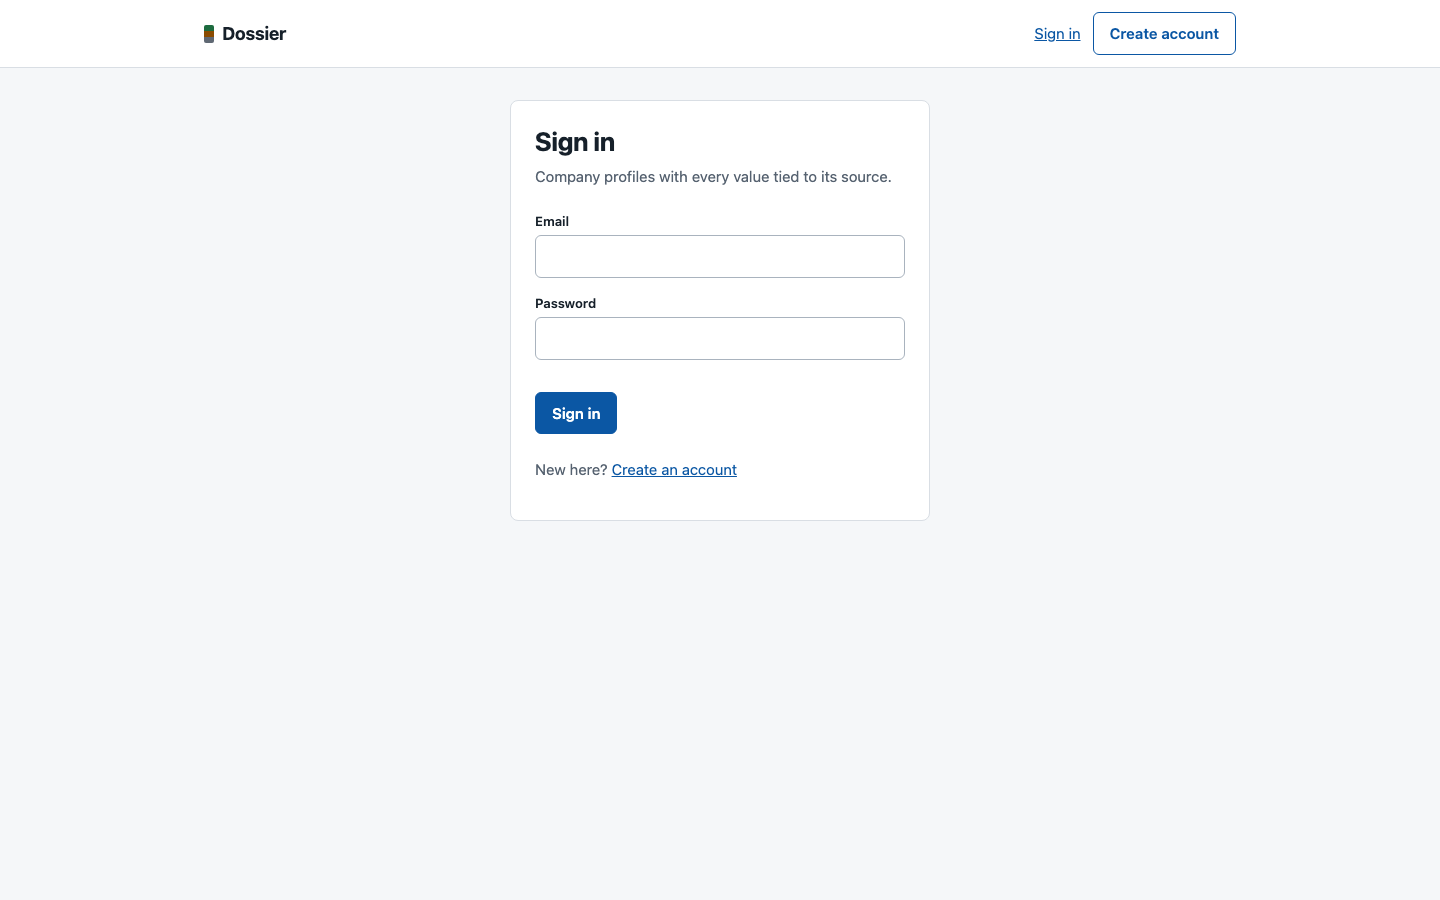 Dossier
Sign in
Create account
Sign in
Company profiles with every value tied to its source.
Email
Password
Sign in
New here? Create an account